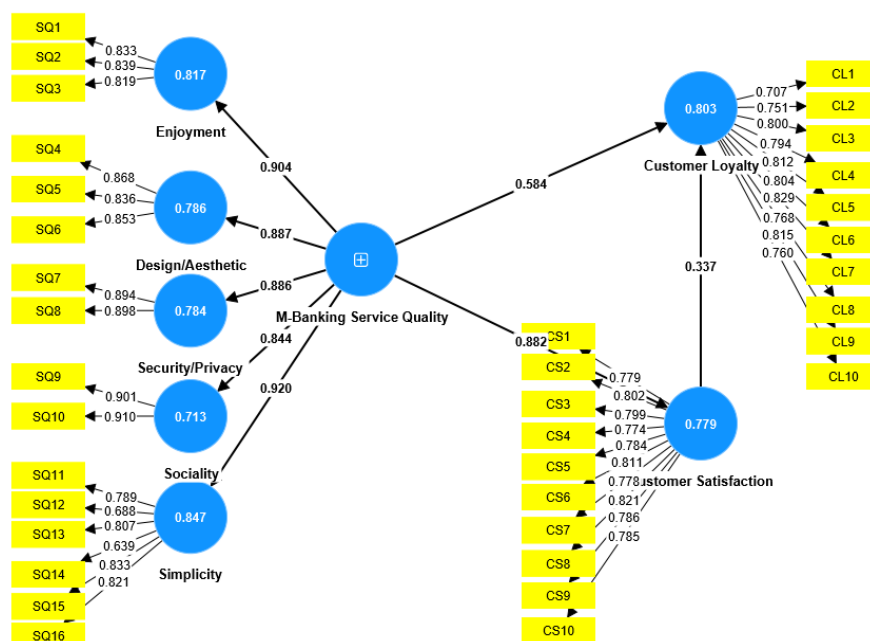 SQ1
SQ2
SQ3
0.833
0.839
0.819
0.817
Enjoyment
0.904
SQ4
SQ5
SQ6
0.868
0.836
0.853
0.786
Design/Aesthetic
0.887
SQ7
SQ8
0.894
0.898
0.784
Security/Privacy
0.886
SQ9
SQ10
0.901
0.910
0.713
Sociality
0.844
SQ11
SQ12
SQ13
SQ14
SQ15
SQ16
0.789
0.688
0.807
0.639
0.833
0.821
0.847
Simplicity
0.920
M-Banking Service Quality
0.584
0.882
0.337
0.803
Customer Loyalty
0.707
0.751
0.800
0.794
0.812
0.804
0.829
0.768
0.815
0.760
CL1
CL2
CL3
CL4
CL5
CL6
CL7
CL8
CL9
CL10
CS1
CS2
CS3
CS4
CS5
CS6
CS7
CS8
CS9
CS10
0.779
0.802
0.799
0.774
0.784
0.811
0.778
0.821
0.786
0.785
0.779
ustomer Satisfaction